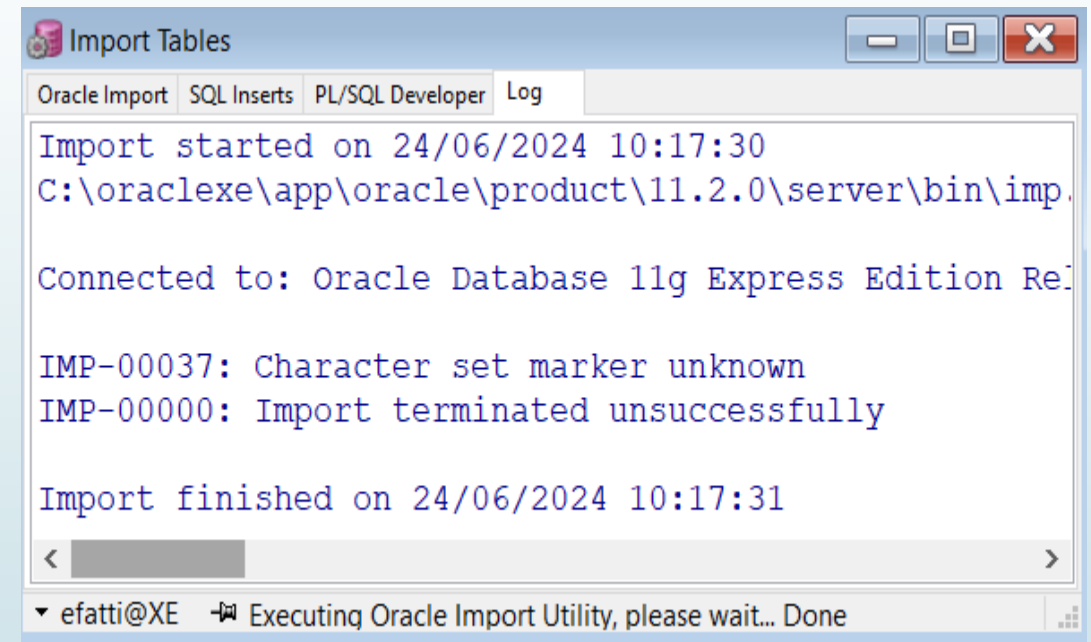 Import Tables
Oracle Import SQL Inserts PL/SQL Developer Log
Import started on 24/06/2024 10:17:30
C:\oraclexe\app\oracle\product\11.2.0\server\bin\imp.
Connected to: Oracle Database 11g Express Edition
IMP-00037: Character set marker unknown
IMP-00000: Import terminated unsuccessfully
Import finished on 24/06/2024 10:17:31
efatti@XE Executing Oracle Import Utility, please wait... Done